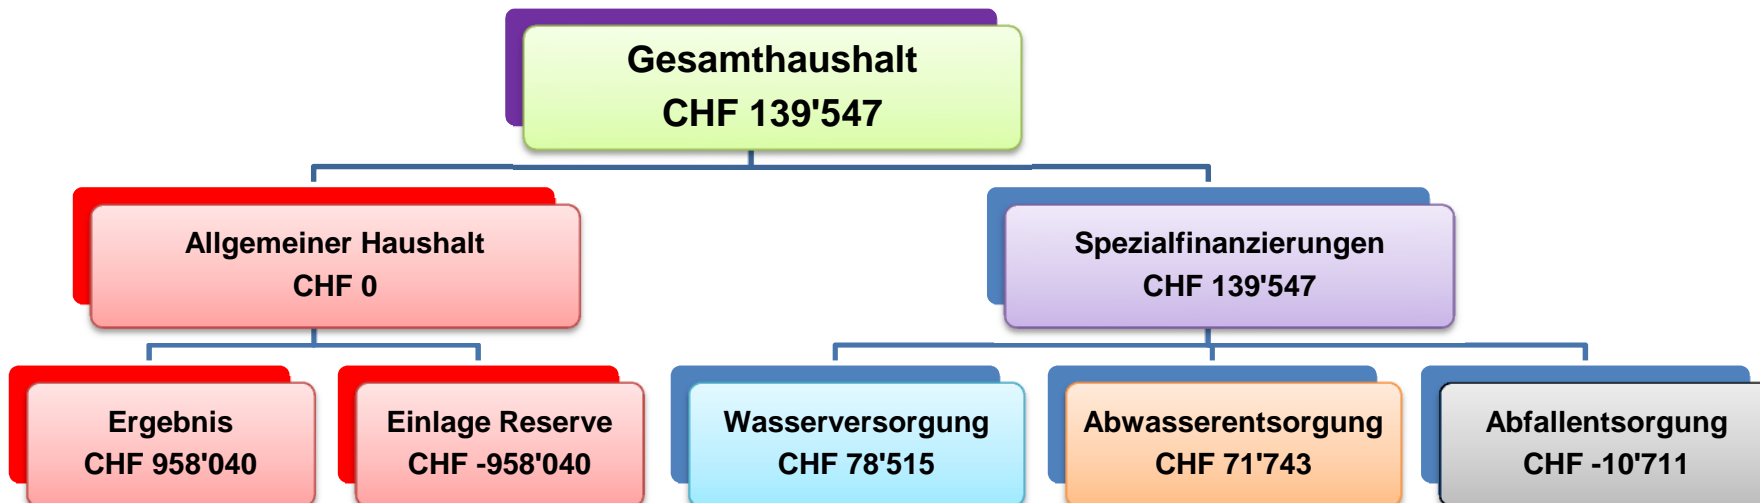 Gesamthaushalt
CHF 139'547
Allgemeiner Haushalt
CHF 0
Spezialfinanzierungen
CHF 139'547
Ergebnis
CHF 958'040
Einlage Reserve
CHF -958'040
Wasserversorgung
CHF 78'515
Abwasserentsorgung
CHF 71'743
Abfallentsorgung
CHF -10'711